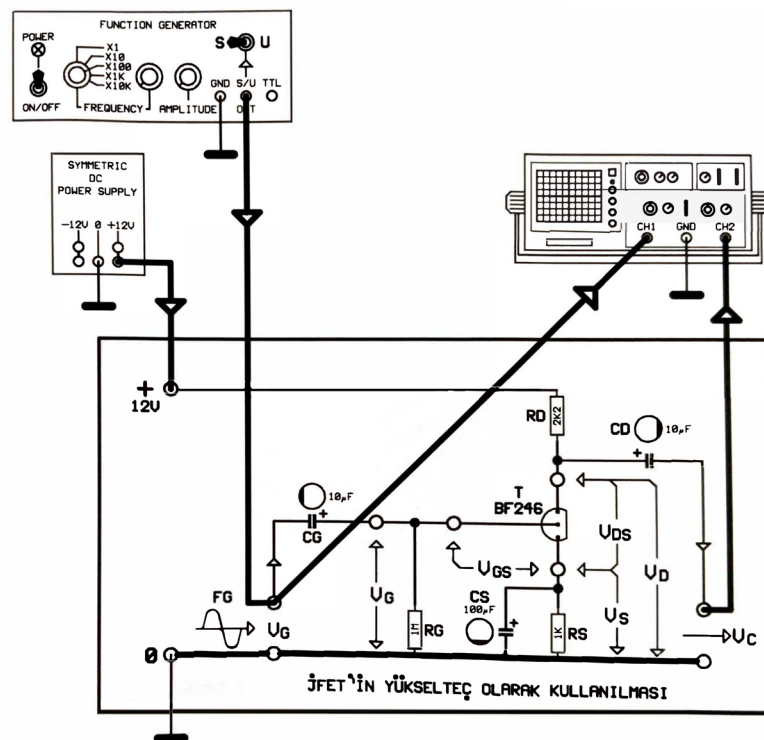 FUNCTION GENERATOR
POWER
ON/OFF
X1
X10
X100
X1K
X10K
FREQUENCY
AMPLITUDE
S U
GND S/U TTL
OUT
SYMMETRIC
DC
POWER SUPPLY
-12V 0 +12V
CH1 GND CH2
+
12V
RD 2K2
CD 10µF
+
T
BF246
10µF
+
CG
VDS
VD
VGS
VG
VS
FG
VG
RG 1M
CS
100µF
+
RS 1K
VC
0
JFET'İN YÜKSELTEÇ OLARAK KULLANILMASI